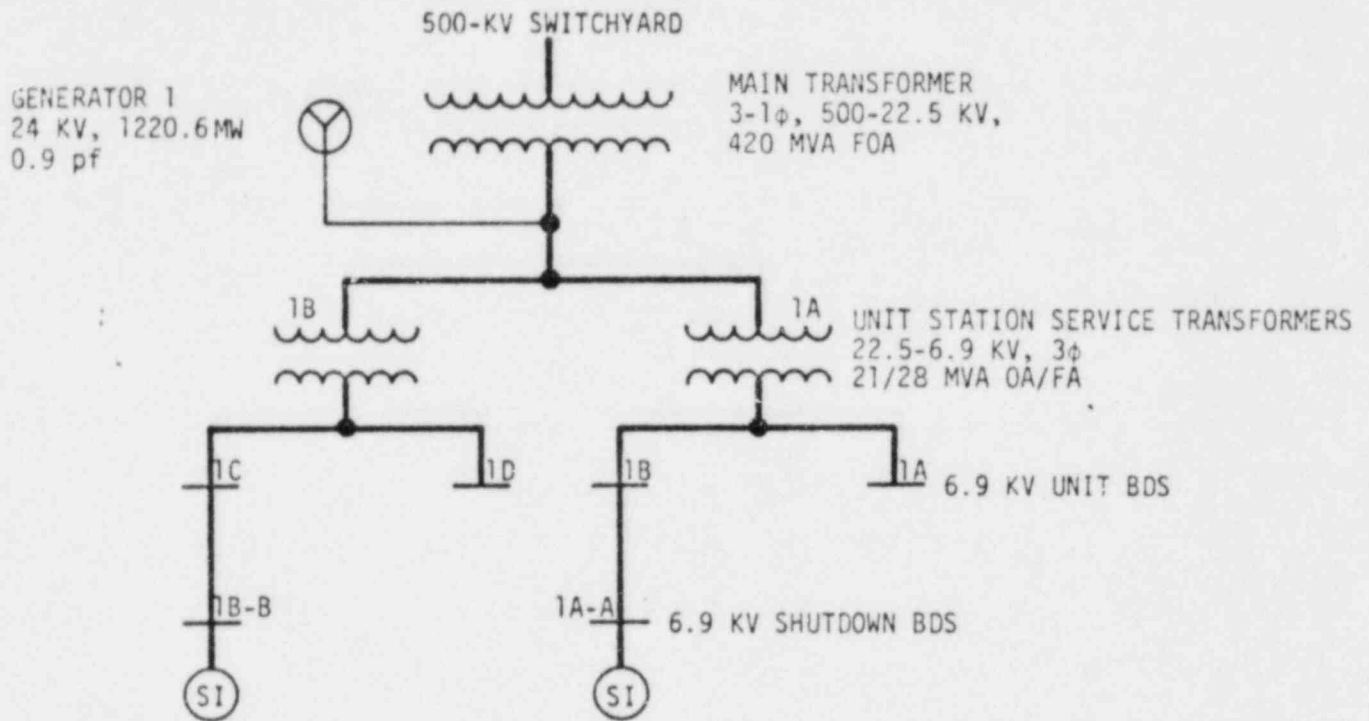 500-KV SWITCHYARD
GENERATOR 1
24 KV, 1220.6 MW
0.9 pf
MAIN TRANSFORMER
3-1φ, 500-22.5 KV,
420 MVA FOA
1B
1A
UNIT STATION SERVICE TRANSFORMERS
22.5-6.9 KV, 3φ
21/28 MVA OA/FA
1C
1D
1B
1A
6.9 KV UNIT BDS
1B-B
1A-A
6.9 KV SHUTDOWN BDS
SI
SI